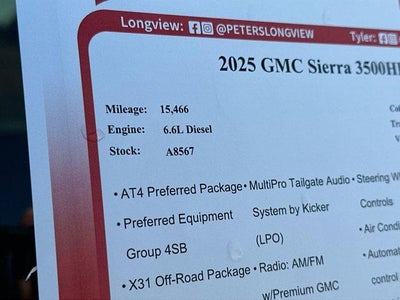 Longview: @PETERSLONGVIEW Tyler:
2025 GMC Sierra 3500H
Mileage: 15,466
Engine: 6.6L Diesel
Stock: A8567
• AT4 Preferred Package • MultiPro Tailgate Audio • Steering W
• Preferred Equipment System by Kicker Controls
Group 4SB (LPO) • Air Condi
• X31 Off-Road Package • Radio: AM/FM • Automat
w/Premium GMC control